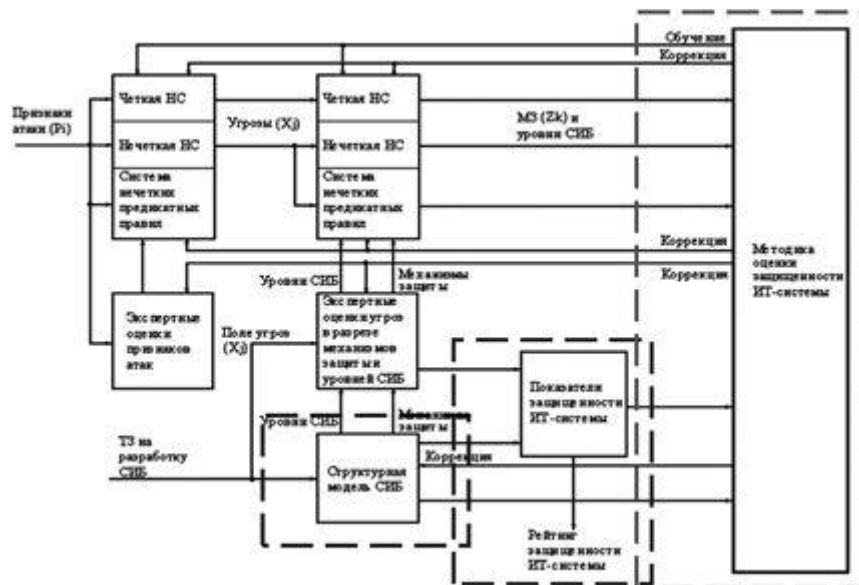 Обучение
Коррекция
Четкая НС
Четкая НС
Признаки
атаки (Pi)
Угрозы (Xj)
МЗ (Zk) и
уровни СИБ
Нечеткая НС
Нечеткая НС
Система
нечетких
предикатных
правил
Система
нечетких
предикатных
правил
Коррекция
Методика
оценки
защищенности
ИТ-системы
Коррекция
Уровни СИБ
Механизмы
защиты
Экспертные
оценки
признаков
атак
Поле угроз
(Xj)
Экспертные
оценки угроз
в разрезе
механизмов
защиты и
уровней СИБ
Показатели
защищенности
ИТ-системы
Уровни СИБ
Механизмы
защиты
ТЗ на
разработку
СИБ
Коррекция
Структурная
модель СИБ
Рейтинг
защищенности
ИТ-системы